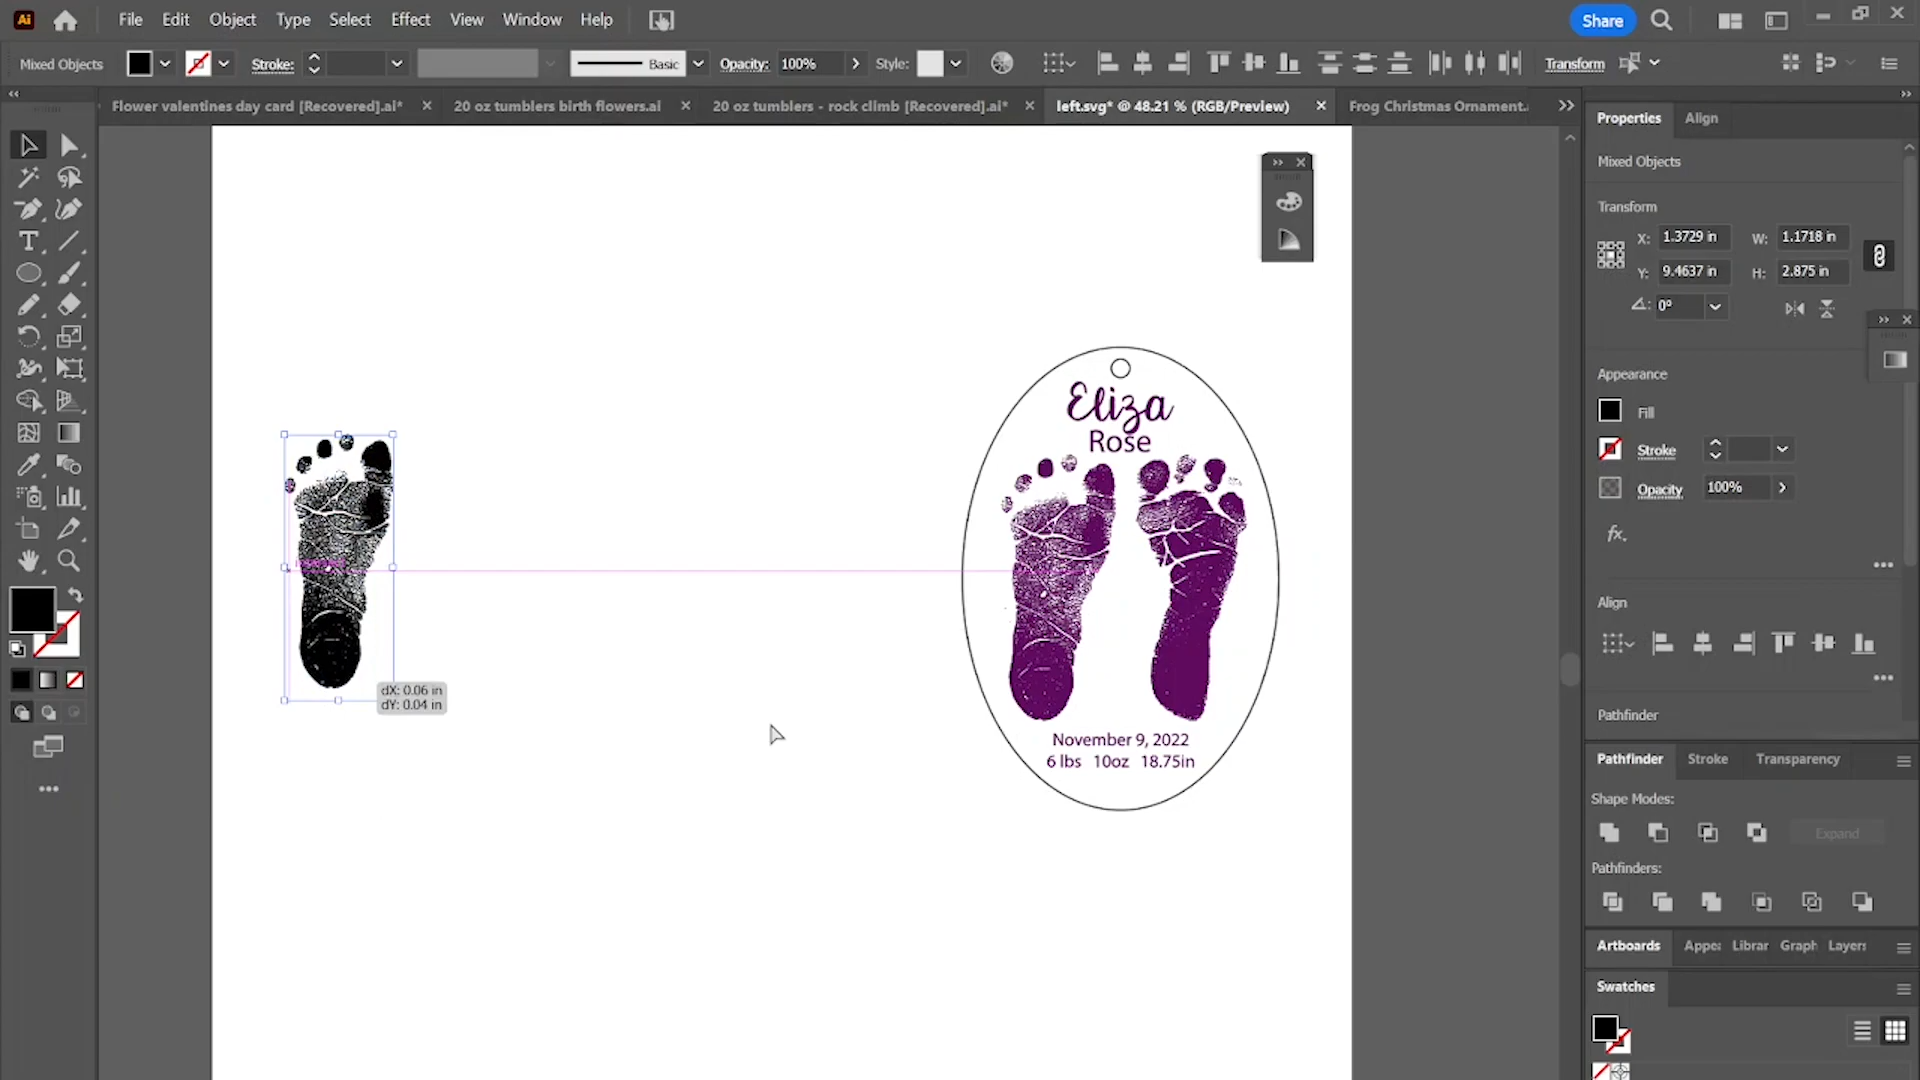 Ai File Edit Object Type Select Effect View Window Help Share
Mixed Objects Stroke: Basic Opacity: 100% Style: Transform
Flower valentines day card [Recovered].ai* 20 oz tumblers birth flowers.ai 20 oz tumblers - rock climb [Recovered].ai* left.svg* @ 48.21 % (RGB/Preview) Frog Christmas Ornament.
Eliza
Rose
November 9, 2022
6 lbs 10oz 18.75in
dX: 0.06 in
dY: 0.04 in
Properties Align
Mixed Objects
Transform
X: 1.3729 in W: 1.1718 in
Y: 9.4637 in H: 2.875 in
0°
Appearance
Fill
Stroke
Opacity 100%
fx.
Align
Pathfinder
Pathfinder Stroke Transparency
Shape Modes:
Expand
Pathfinders:
Artboards Appea Librar Graph Layers
Swatches